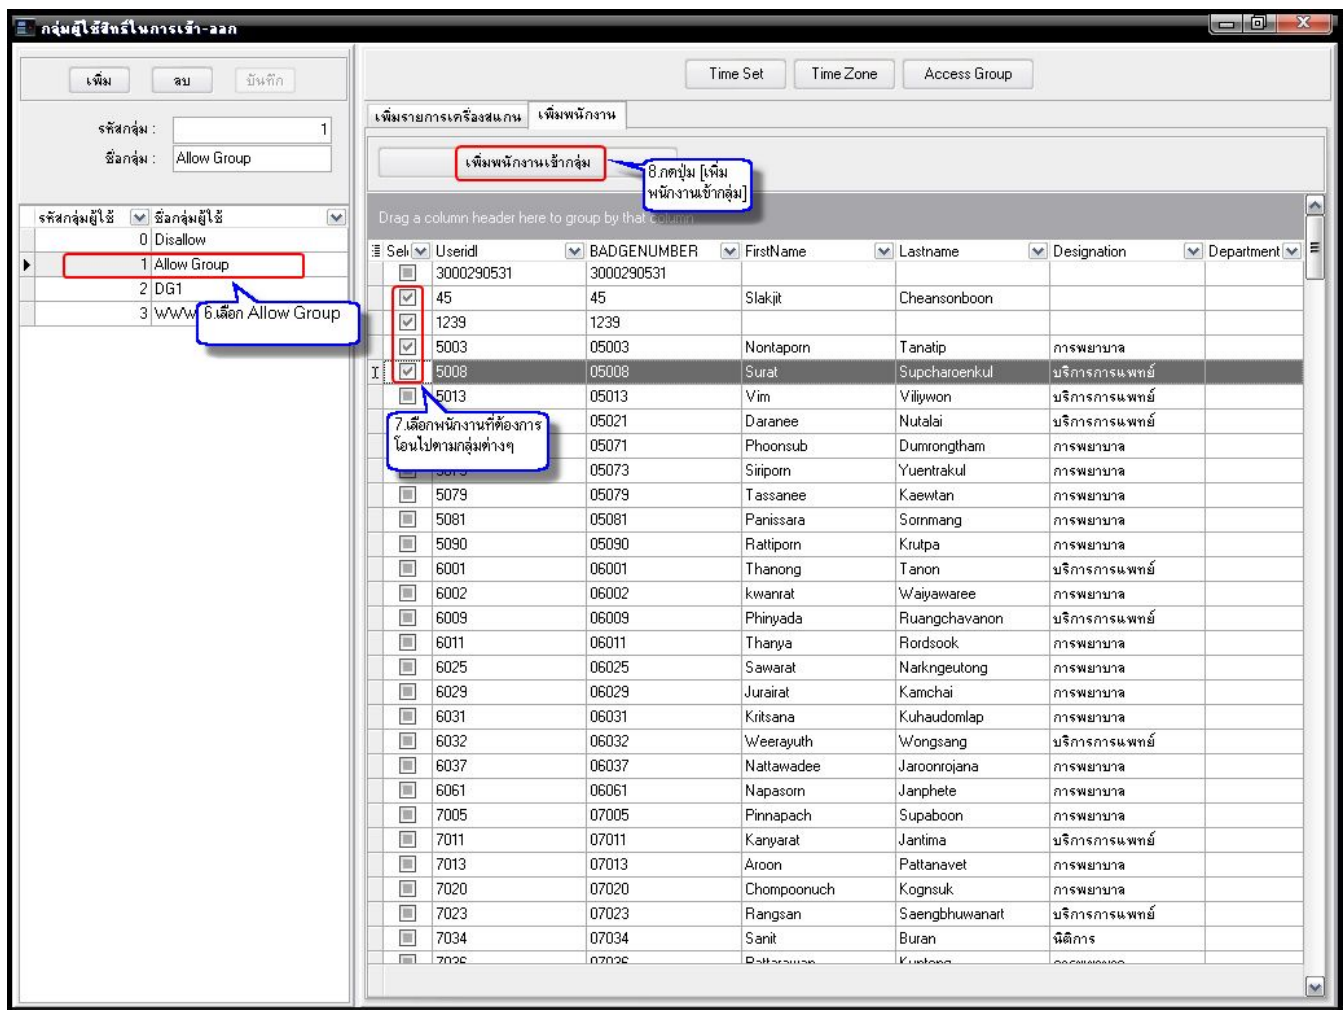 กลุ่มผู้ใช้สิทธิ์ในการเข้า-ออก
เพิ่ม ลบ บันทึก
รหัสกลุ่ม : 1
ชื่อกลุ่ม : Allow Group
รหัสกลุ่มผู้ใช้ ชื่อกลุ่มผู้ใช้
0 Disallow
1 Allow Group
2 DG1
3 WWW
6.เลือก Allow Group
Time Set Time Zone Access Group
เพิ่มรายการเครื่องสแกน เพิ่มพนักงาน
เพิ่มพนักงานเข้ากลุ่ม
8.กดปุ่ม [เพิ่ม
พนักงานเข้ากลุ่ม]
Drag a column header here to group by that column
Sele Userid BADGENUMBER FirstName Lastname Designation Department
3000290531 3000290531
45 45 Slakjit Cheansonboon
1239 1239
5003 05003 Nontaporn Tanatip การพยาบาล
5008 05008 Surat Supcharoenkul บริการการแพทย์
5013 05013 Vim Viliywon บริการการแพทย์
05021 Daranee Nutalai บริการการแพทย์
05071 Phoonsub Dumrongtham การพยาบาล
05073 Siriporn Yuentrakul การพยาบาล
7.เลือกพนักงานที่ต้องการ
โอนไปตามกลุ่มต่างๆ
5079 05079 Tassanee Kaewtan การพยาบาล
5081 05081 Panissara Sornmang การพยาบาล
5090 05090 Rattiporn Krutpa การพยาบาล
6001 06001 Thanong Tanon บริการการแพทย์
6002 06002 kwanrat Waiyawaree การพยาบาล
6009 06009 Phinyada Ruangchavanon บริการการแพทย์
6011 06011 Thanya Rordsook การพยาบาล
6025 06025 Sawarat Narkngeutong การพยาบาล
6029 06029 Jurairat Kamchai การพยาบาล
6031 06031 Kritsana Kuhaudomlap การพยาบาล
6032 06032 Weerayuth Wongsang บริการการแพทย์
6037 06037 Nattawadee Jaroonrojana การพยาบาล
6061 06061 Napasorn Janphete การพยาบาล
7005 07005 Pinnapach Supaboon การพยาบาล
7011 07011 Kanyarat Jantima บริการการแพทย์
7013 07013 Aroon Pattanavet การพยาบาล
7020 07020 Chompoonuch Kognsuk การพยาบาล
7023 07023 Rangsan Saengbhuwanart บริการการแพทย์
7034 07034 Sanit Buran นิติการ
7036 07036 Rattarawan Kuntong การพยาบาล